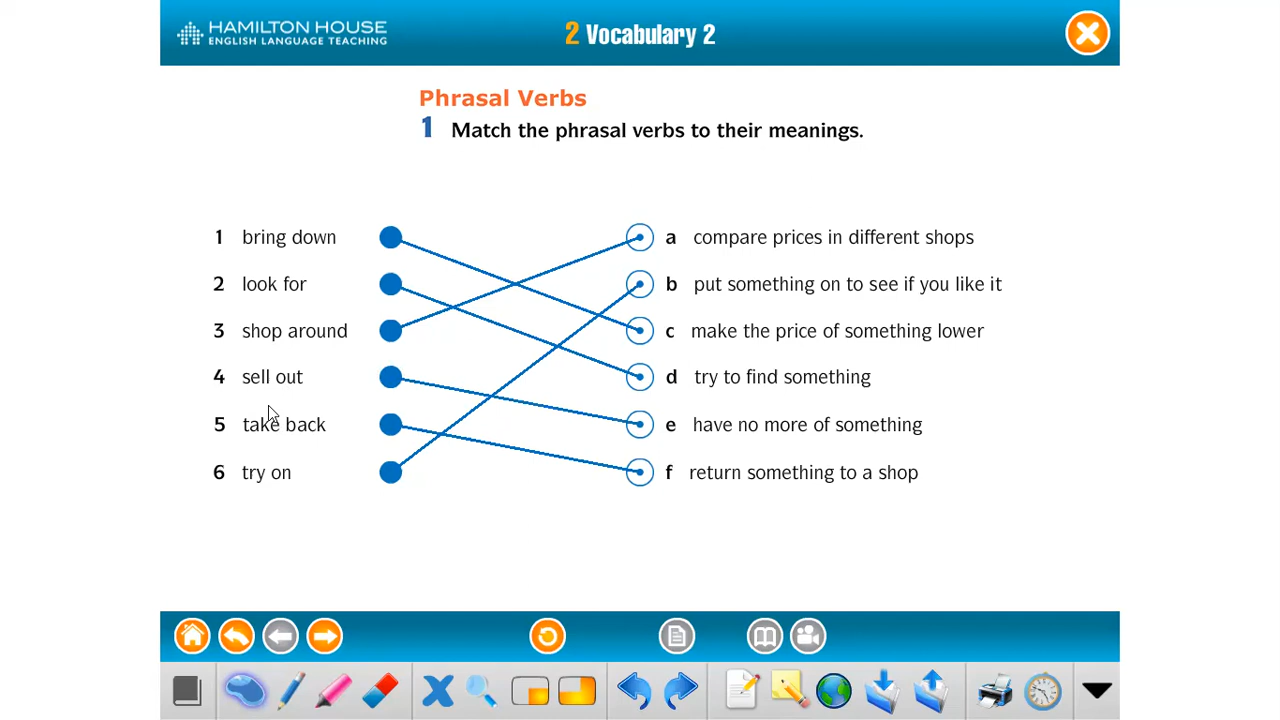 HAMILTON HOUSE
ENGLISH LANGUAGE TEACHING
2 Vocabulary 2
Phrasal Verbs
1 Match the phrasal verbs to their meanings.
1 bring down a compare prices in different shops
2 look for b put something on to see if you like it
3 shop around c make the price of something lower
4 sell out d try to find something
5 take back e have no more of something
6 try on f return something to a shop